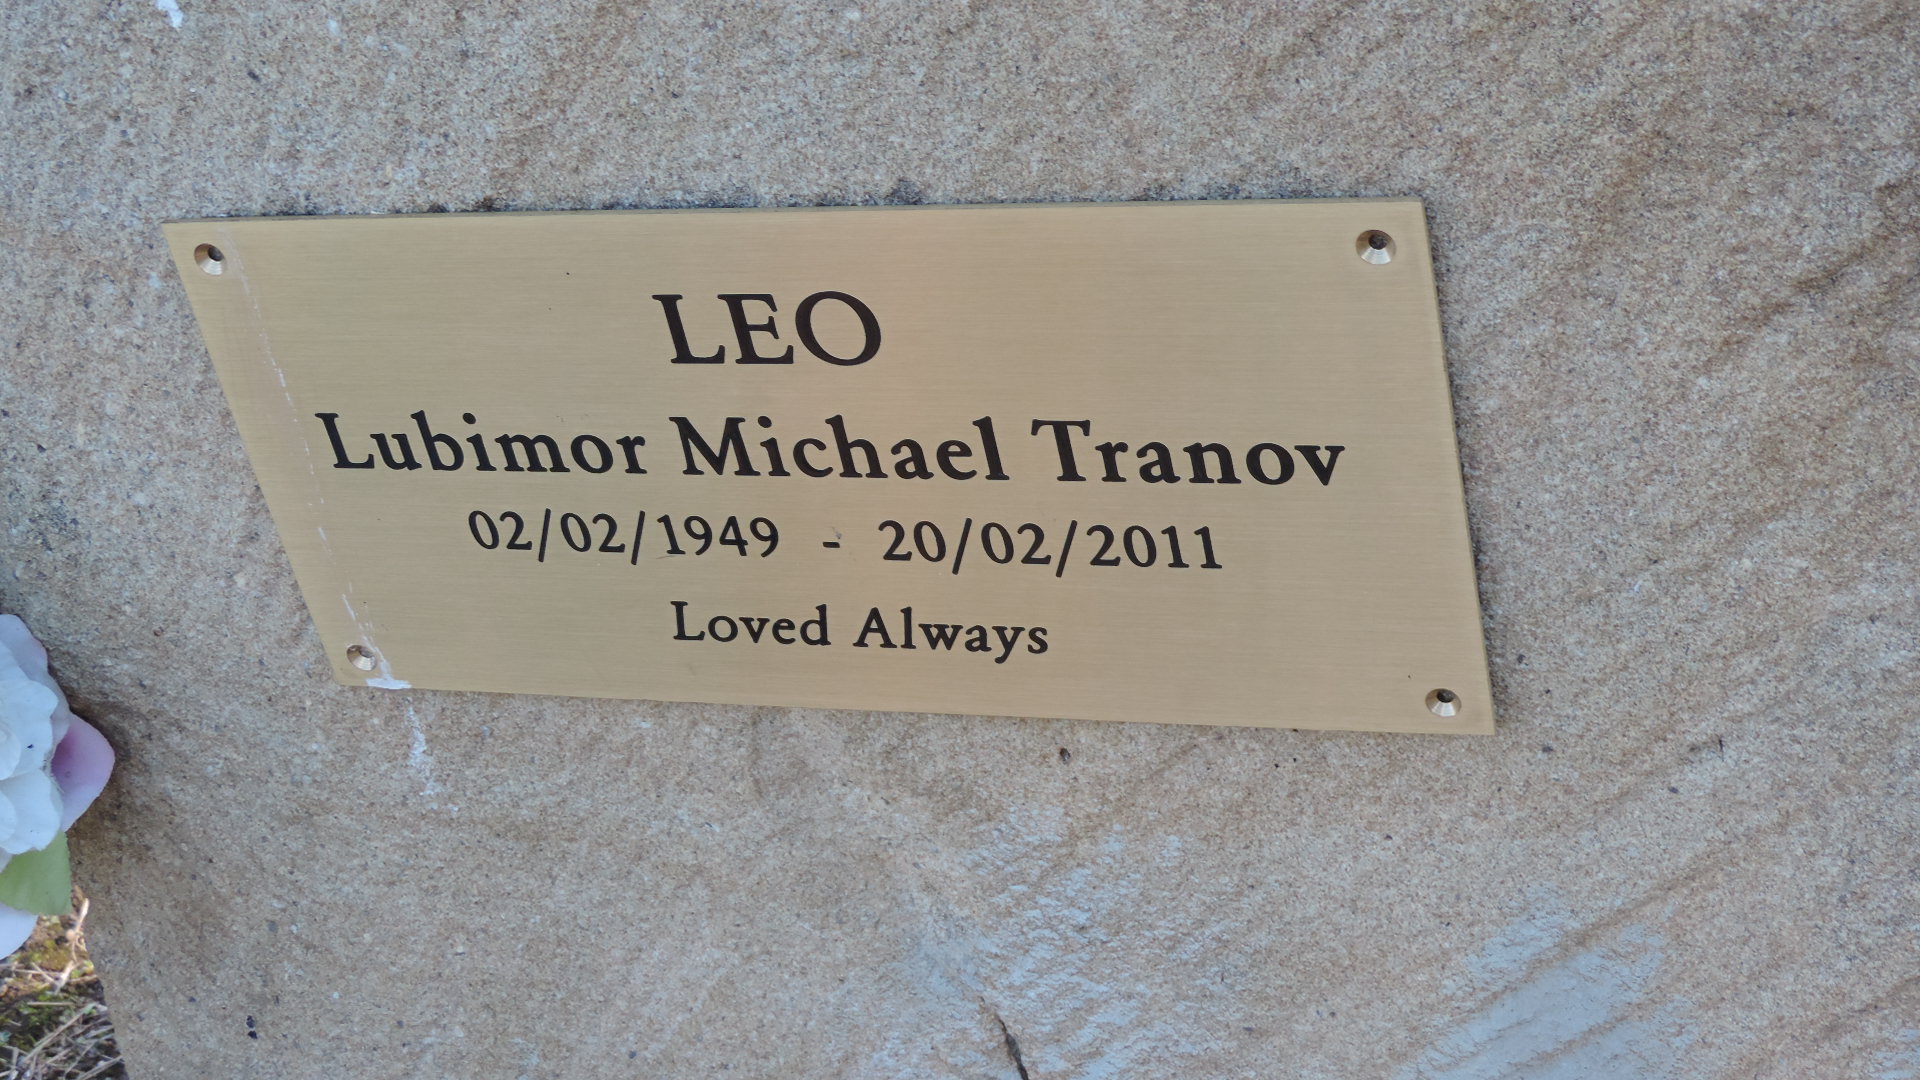 LEO
Lubimor Michael Tranov
02/02/1949 - 20/02/2011
Loved Always